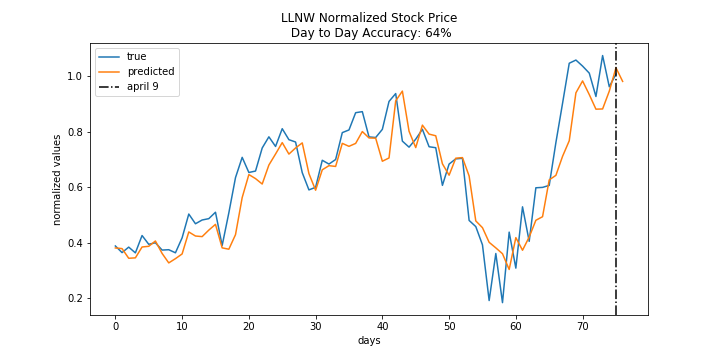 LLNW Normalized Stock Price
Day to Day Accuracy: 64%
true
predicted
april 9
normalized values
1.0
0.8
0.6
0.4
0.2
0 10 20 30 40 50 60 70
days